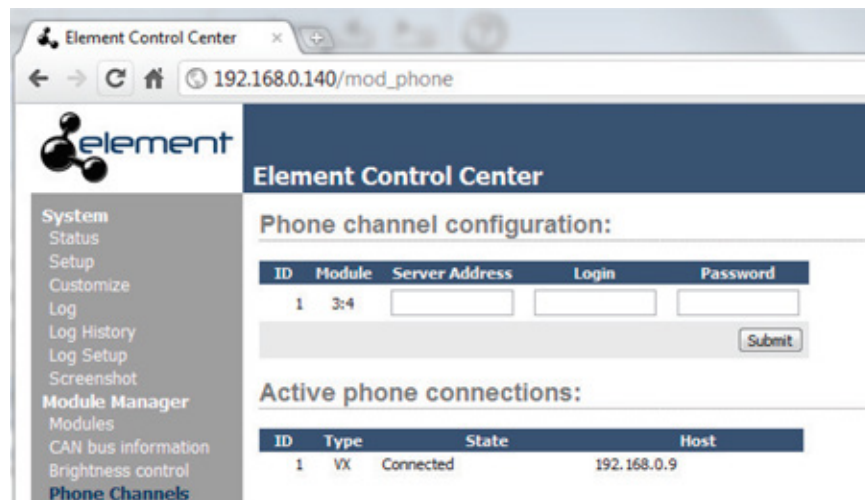 Element Control Center
192.168.0.140/mod_phone
element
Element Control Center
System
Status
Setup
Customize
Log
Log History
Log Setup
Screenshot
Module Manager
Modules
CAN bus information
Brightness control
Phone Channels
Phone channel configuration:
ID Module Server Address Login Password
1 3:4
Submit
Active phone connections:
ID Type State Host
1 VX Connected 192.168.0.9